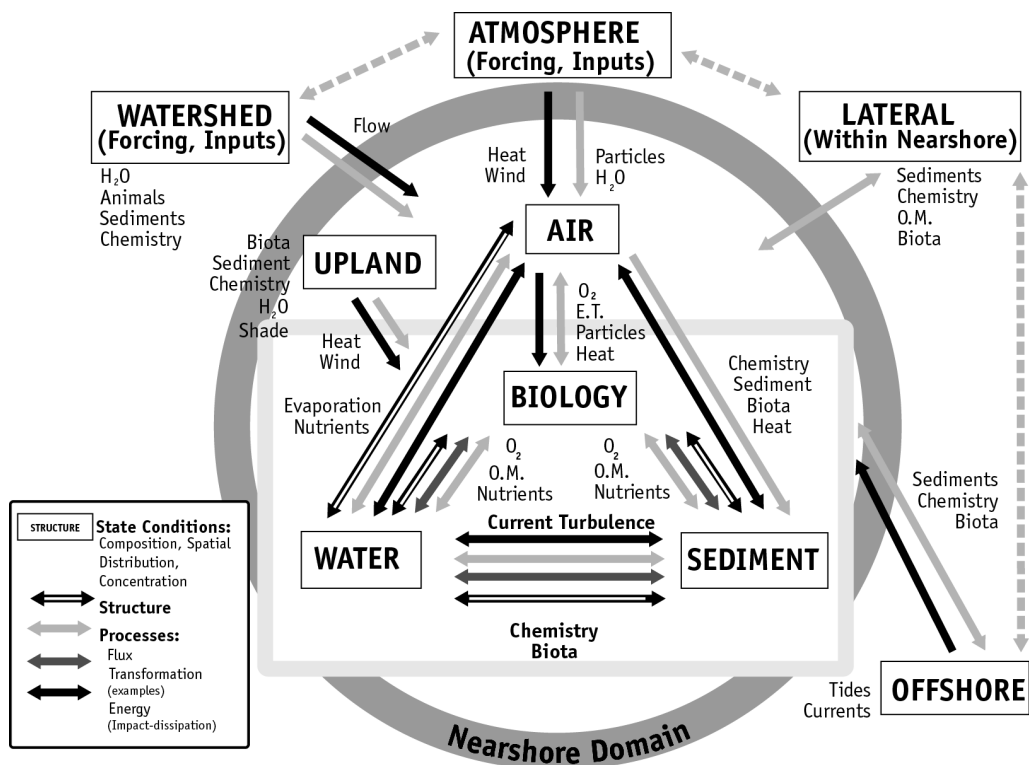 ATMOSPHERE
(Forcing, Inputs)
WATERSHED
(Forcing, Inputs)
H₂O
Animals
Sediments
Chemistry
Flow
Heat
Wind
Particles
H₂O
LATERAL
(Within Nearshore)
Sediments
Chemistry
O.M.
Biota
AIR
UPLAND
Biota
Sediment
Chemistry
H₂O
Shade
Heat
Wind
O₂
E.T.
Particles
Heat
BIOLOGY
Evaporation
Nutrients
Chemistry
Sediment
Biota
Heat
O₂
O.M.
Nutrients
O₂
O.M.
Nutrients
Current Turbulence
WATER
SEDIMENT
Chemistry
Biota
Sediments
Chemistry
Biota
OFFSHORE
Tides
Currents
Nearshore Domain
STRUCTURE
State Conditions:
Composition, Spatial
Distribution,
Concentration
Structure
Processes:
Flux
Transformation
(examples)
Energy
(Impact-dissipation)